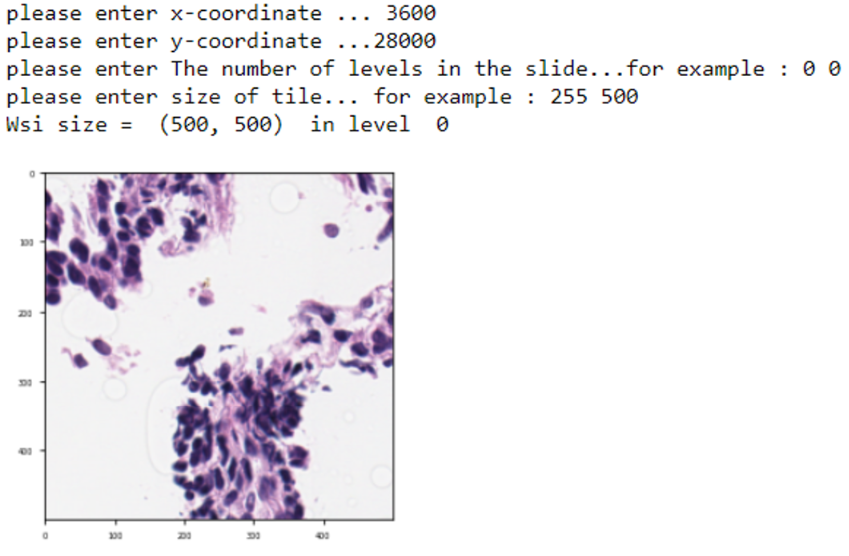 please enter x-coordinate ... 3600
please enter y-coordinate ...28000
please enter The number of levels in the slide...for example : 0 0
please enter size of tile... for example : 255 500
Wsi size =  (500, 500)  in level  0
0
100
200
300
400
0 100 200 300 400